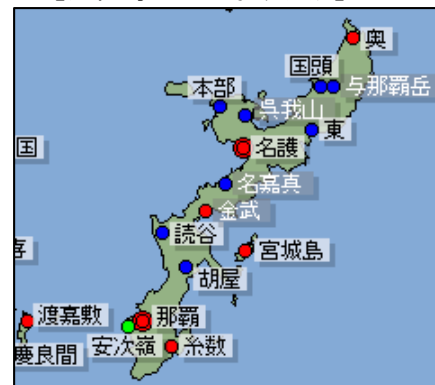 奥
国頭
与那覇岳
本部
呉我山
東
国
名護
名嘉真
金武
読谷
宮城島
喜
胡屋
渡嘉敷
那覇
慶良間
安次嶺
糸数